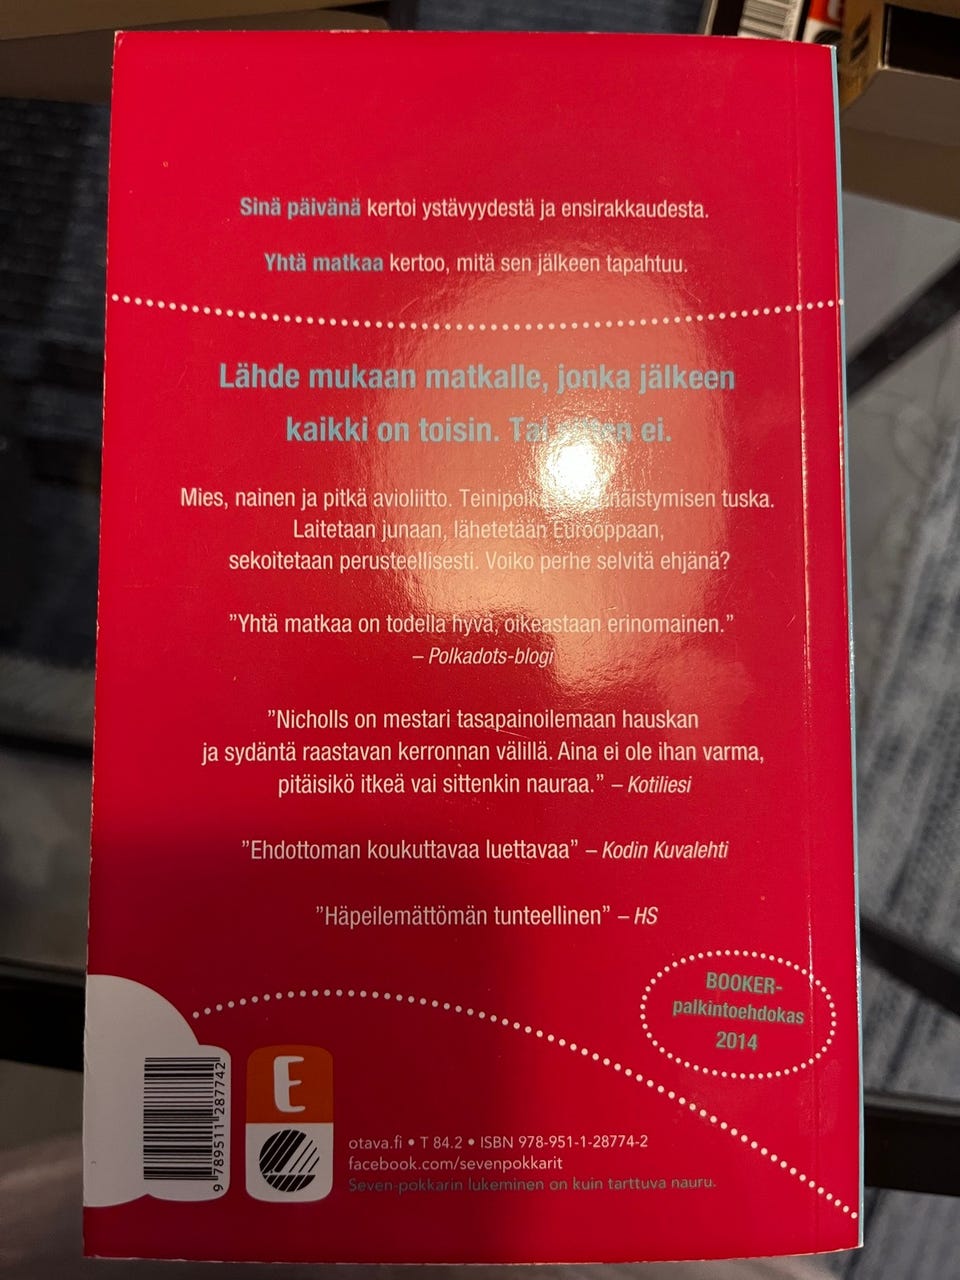 Sinä päivänä kertoi ystävyydestä ja ensirakkaudesta.
Yhtä matkaa kertoo, mitä sen jälkeen tapahtuu.
Lähde mukaan matkalle, jonka jälkeen
kaikki on toisin. Tai sitten ei.
Mies, nainen ja pitkä avioliitto. tuska.
Laitetaan junaan, lähetetään Eurooppaan,
sekoitetaan perusteellisesti. Voiko perhe selvitä ehjänä?
”Yhtä matkaa on todella hyvä, oikeastaan erinomainen.”
– Polkadots-blogi
”Nicholls on mestari tasapainoilemaan hauskan
ja sydäntä raastavan kerronnan välillä. Aina ei ole ihan varma,
pitäisikö itkeä vai sittenkin nauraa.” – Kotiliesi
”Ehdottoman koukuttavaa luettavaa” – Kodin Kuvalehti
”Häpeilemättömän tunteellinen” – HS
BOOKER-
palkintoehdokas
2014
9 789511 287742
E
otava.fi • T 84.2 • ISBN 978-951-1-28774-2
facebook.com/sevenpokkarit
Seven-pokkarin lukeminen on kuin tarttuva nauru.